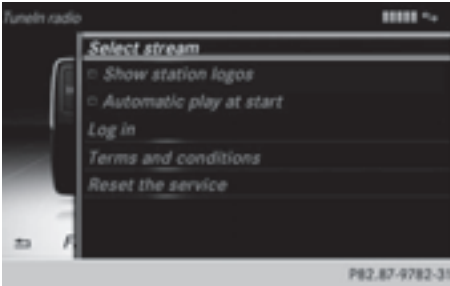 TuneIn radio
Select stream
Show station logos
Automatic play at start
Log in
Terms and conditions
Reset the service
P82.87-9782-31